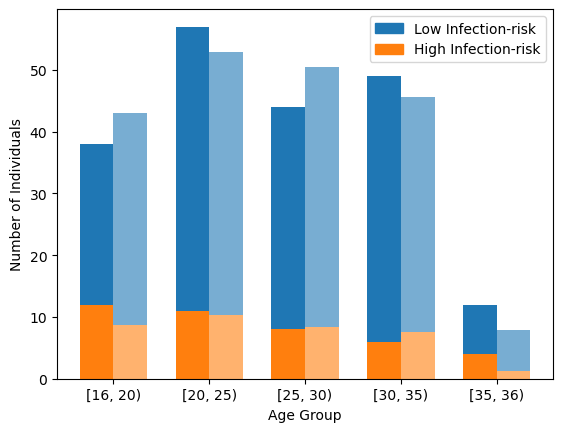 Low Infection-risk
High Infection-risk
Number of Individuals
50
40
30
20
10
0
[16, 20) [20, 25) [25, 30) [30, 35) [35, 36)
Age Group